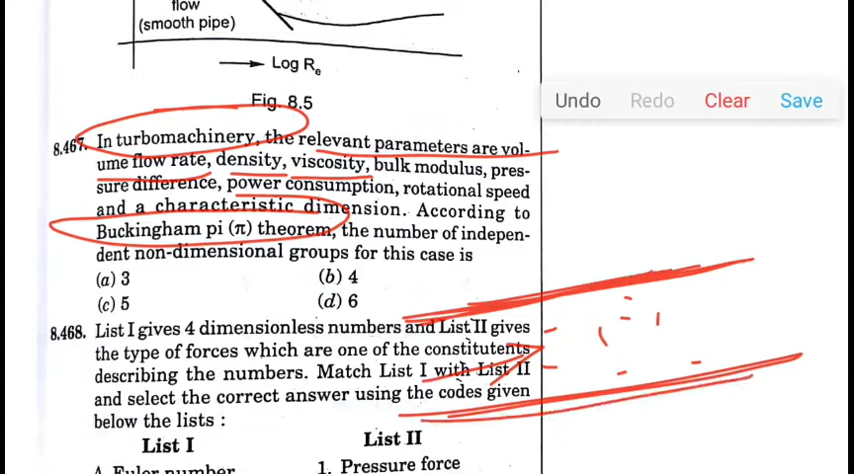 flow
(smooth pipe)
Log Re
Fig. 8.5
Undo Redo Clear Save
8.467. In turbomachinery, the relevant parameters are vol-
ume flow rate, density, viscosity, bulk modulus, pres-
sure difference, power consumption, rotational speed
and a characteristic dimension. According to
Buckingham pi (π) theorem, the number of indepen-
dent non-dimensional groups for this case is
(a) 3 (b) 4
(c) 5 (d) 6
8.468. List I gives 4 dimensionless numbers and List II gives
the type of forces which are one of the constitutents
describing the numbers. Match List I with List II
and select the correct answer using the codes given
below the lists :
List I List II
A. Euler number 1. Pressure force